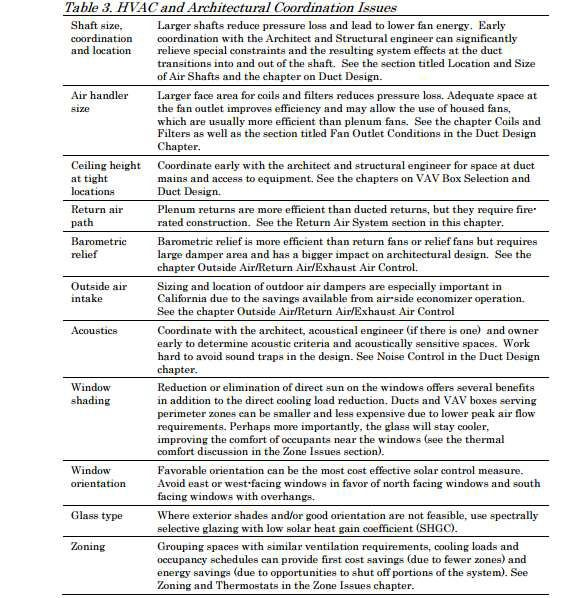 Table 3. HVAC and Architectural Coordination Issues
Shaft size,
coordination
and location
Larger shafts reduce pressure loss and lead to lower fan energy. Early
coordination with the Architect and Structural engineer can significantly
relieve special constraints and the resulting system effects at the duct
transitions into and out of the shaft. See the section titled Location and Size
of Air Shafts and the chapter on Duct Design.
Air handler
size
Larger face area for coils and filters reduces pressure loss. Adequate space at
the fan outlet improves efficiency and may allow the use of housed fans,
which are usually more efficient than plenum fans. See the chapter Coils and
Filters as well as the section titled Fan Outlet Conditions in the Duct Design
Chapter.
Ceiling height
at tight
locations
Coordinate early with the architect and structural engineer for space at duct
mains and access to equipment. See the chapters on VAV Box Selection and
Duct Design.
Return air
path
Plenum returns are more efficient than ducted returns, but they require fire-
rated construction. See the Return Air System section in this chapter.
Barometric
relief
Barometric relief is more efficient than return fans or relief fans but requires
large damper area and has a bigger impact on architectural design. See the
chapter Outside Air/Return Air/Exhaust Air Control.
Outside air
intake
Sizing and location of outdoor air dampers are especially important in
California due to the savings available from air-side economizer operation.
See the chapter Outside Air/Return Air/Exhaust Air Control
Acoustics
Coordinate with the architect, acoustical engineer (if there is one) and owner
early to determine acoustic criteria and acoustically sensitive spaces. Work
hard to avoid sound traps in the design. See Noise Control in the Duct Design
chapter.
Window
shading
Reduction or elimination of direct sun on the windows offers several benefits
in addition to the direct cooling load reduction. Ducts and VAV boxes serving
perimeter zones can be smaller and less expensive due to lower peak air flow
requirements. Perhaps more importantly, the glass will stay cooler,
improving the comfort of occupants near the windows (see the thermal
comfort discussion in the Zone Issues section).
Window
orientation
Favorable orientation can be the most cost effective solar control measure.
Avoid east or west-facing windows in favor of north facing windows and south
facing windows with overhangs.
Glass type
Where exterior shades and/or good orientation are not feasible, use spectrally
selective glazing with low solar heat gain coefficient (SHGC).
Zoning
Grouping spaces with similar ventilation requirements, cooling loads and
occupancy schedules can provide first cost savings (due to fewer zones) and
energy savings (due to opportunities to shut off portions of the system). See
Zoning and Thermostats in the Zone Issues chapter.